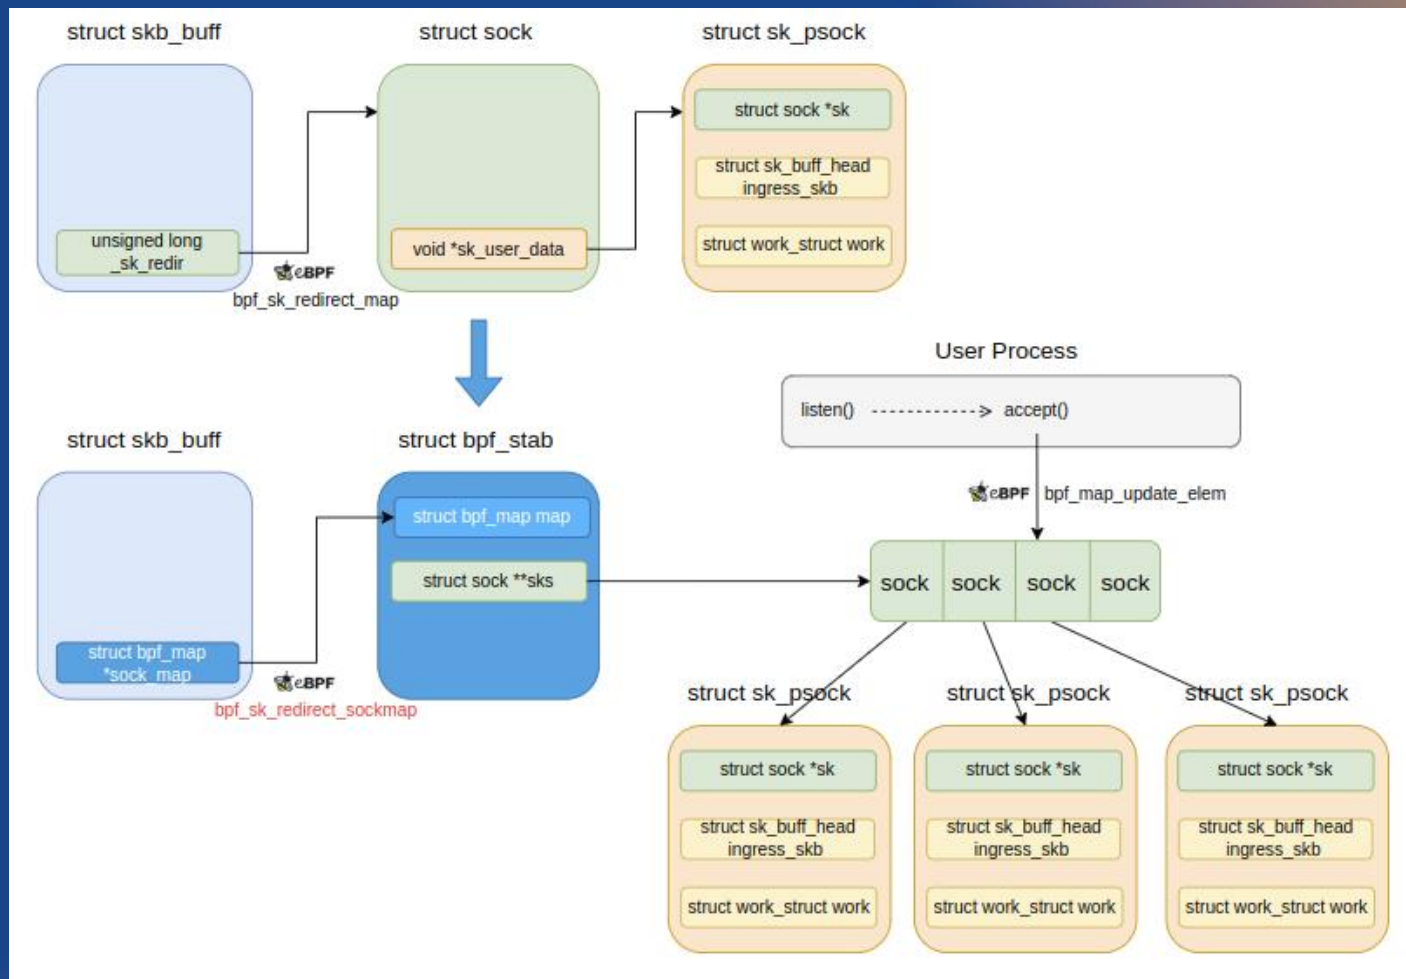 struct skb_buff
struct sock
struct sk_psock
struct sock *sk
struct sk_buff_head
ingress_skb
struct work_struct work
unsigned long
_sk_redir
void *sk_user_data
eBPF
bpf_sk_redirect_map
User Process
listen()
accept()
eBPF
bpf_map_update_elem
struct skb_buff
struct bpf_stab
struct bpf_map map
struct sock **sks
sock
sock
sock
sock
struct bpf_map
*sock_map
eBPF
bpf_sk_redirect_sockmap
struct sk_psock
struct sock *sk
struct sk_buff_head
ingress_skb
struct work_struct work
struct sk_psock
struct sock *sk
struct sk_buff_head
ingress_skb
struct work_struct work
struct sk_psock
struct sock *sk
struct sk_buff_head
ingress_skb
struct work_struct work